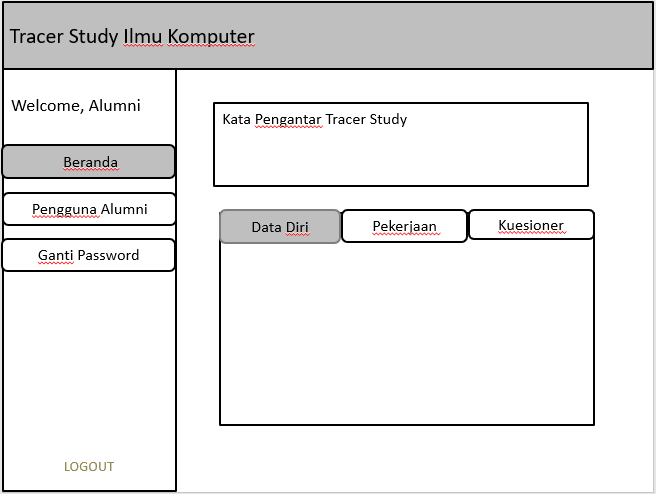 Tracer Study Ilmu Komputer
Welcome, Alumni
Beranda
Pengguna Alumni
Ganti Password
LOGOUT
Kata Pengantar Tracer Study
Data Diri
Pekerjaan
Kuesioner